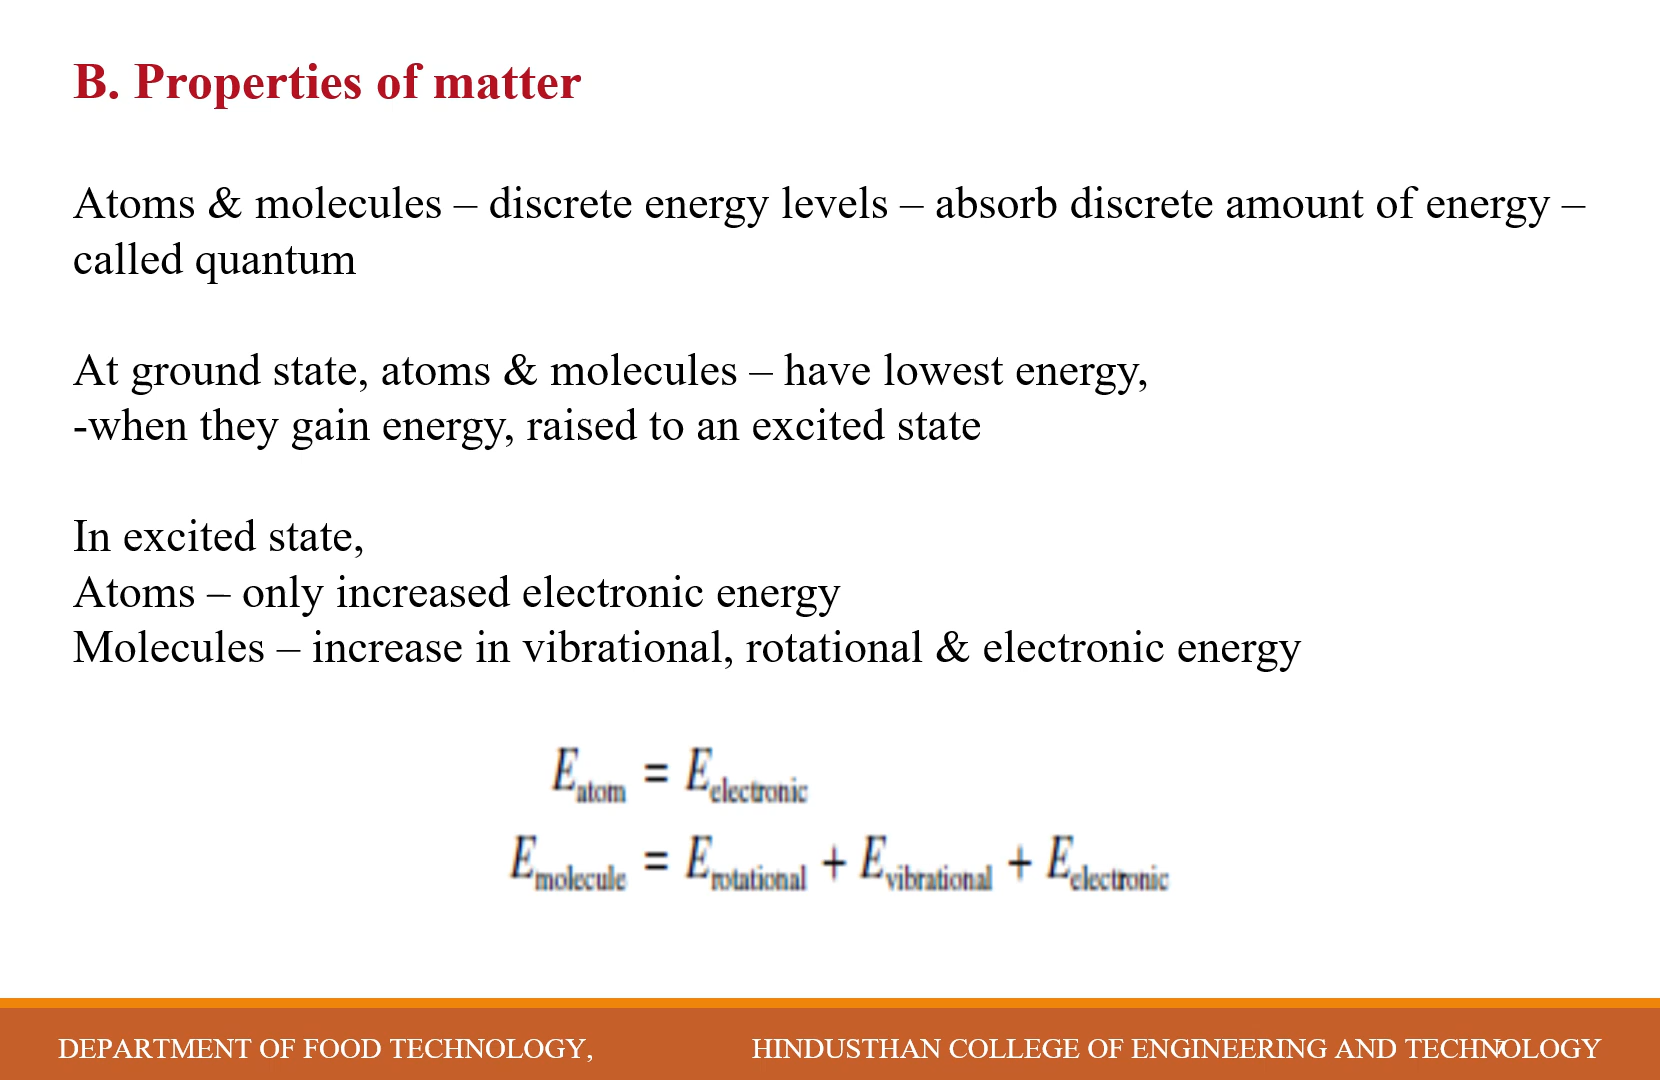 B. Properties of matter
Atoms & molecules – discrete energy levels – absorb discrete amount of energy –
called quantum
At ground state, atoms & molecules – have lowest energy,
-when they gain energy, raised to an excited state
In excited state,
Atoms – only increased electronic energy
Molecules – increase in vibrational, rotational & electronic energy
E_atom = E_electronic
E_molecule = E_rotational + E_vibrational + E_electronic
DEPARTMENT OF FOOD TECHNOLOGY, HINDUSTHAN COLLEGE OF ENGINEERING AND TECHNOLOGY